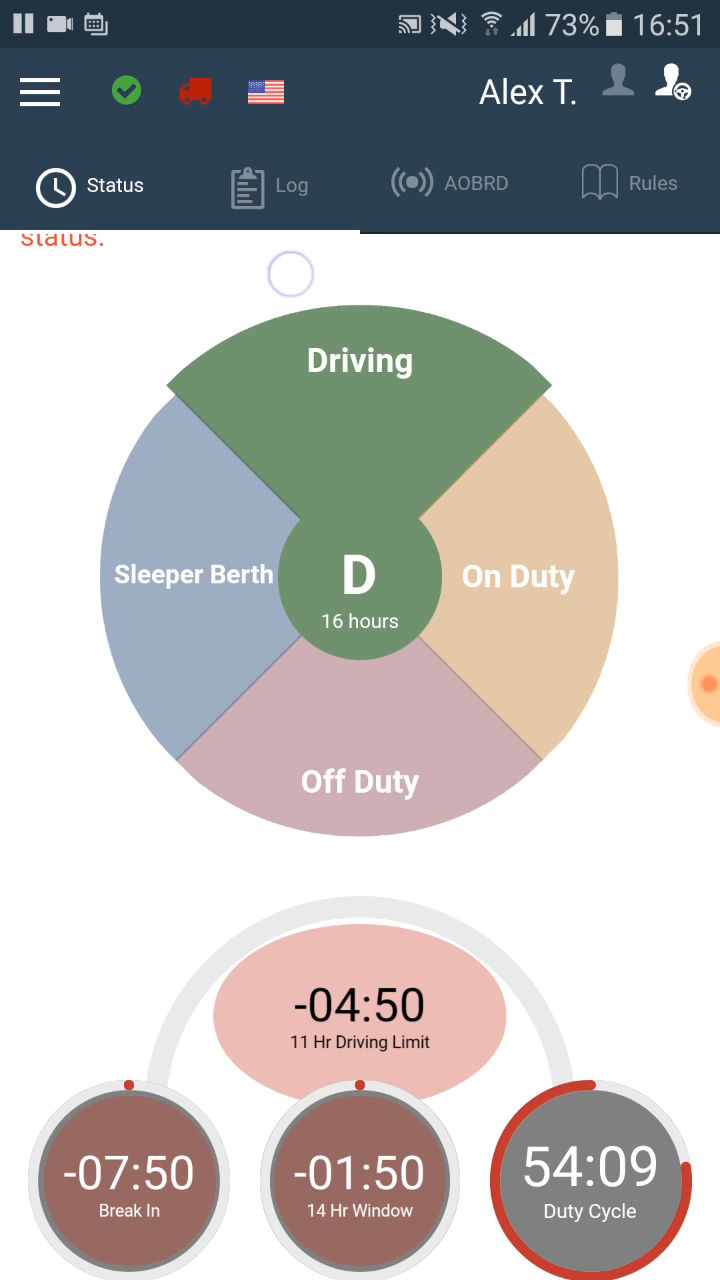 73% 16:51
Alex T.
Status Log AOBRD Rules
status.
Driving
Sleeper Berth D On Duty
16 hours
Off Duty
-04:50
11 Hr Driving Limit
-07:50 -01:50 54:09
Break In 14 Hr Window Duty Cycle